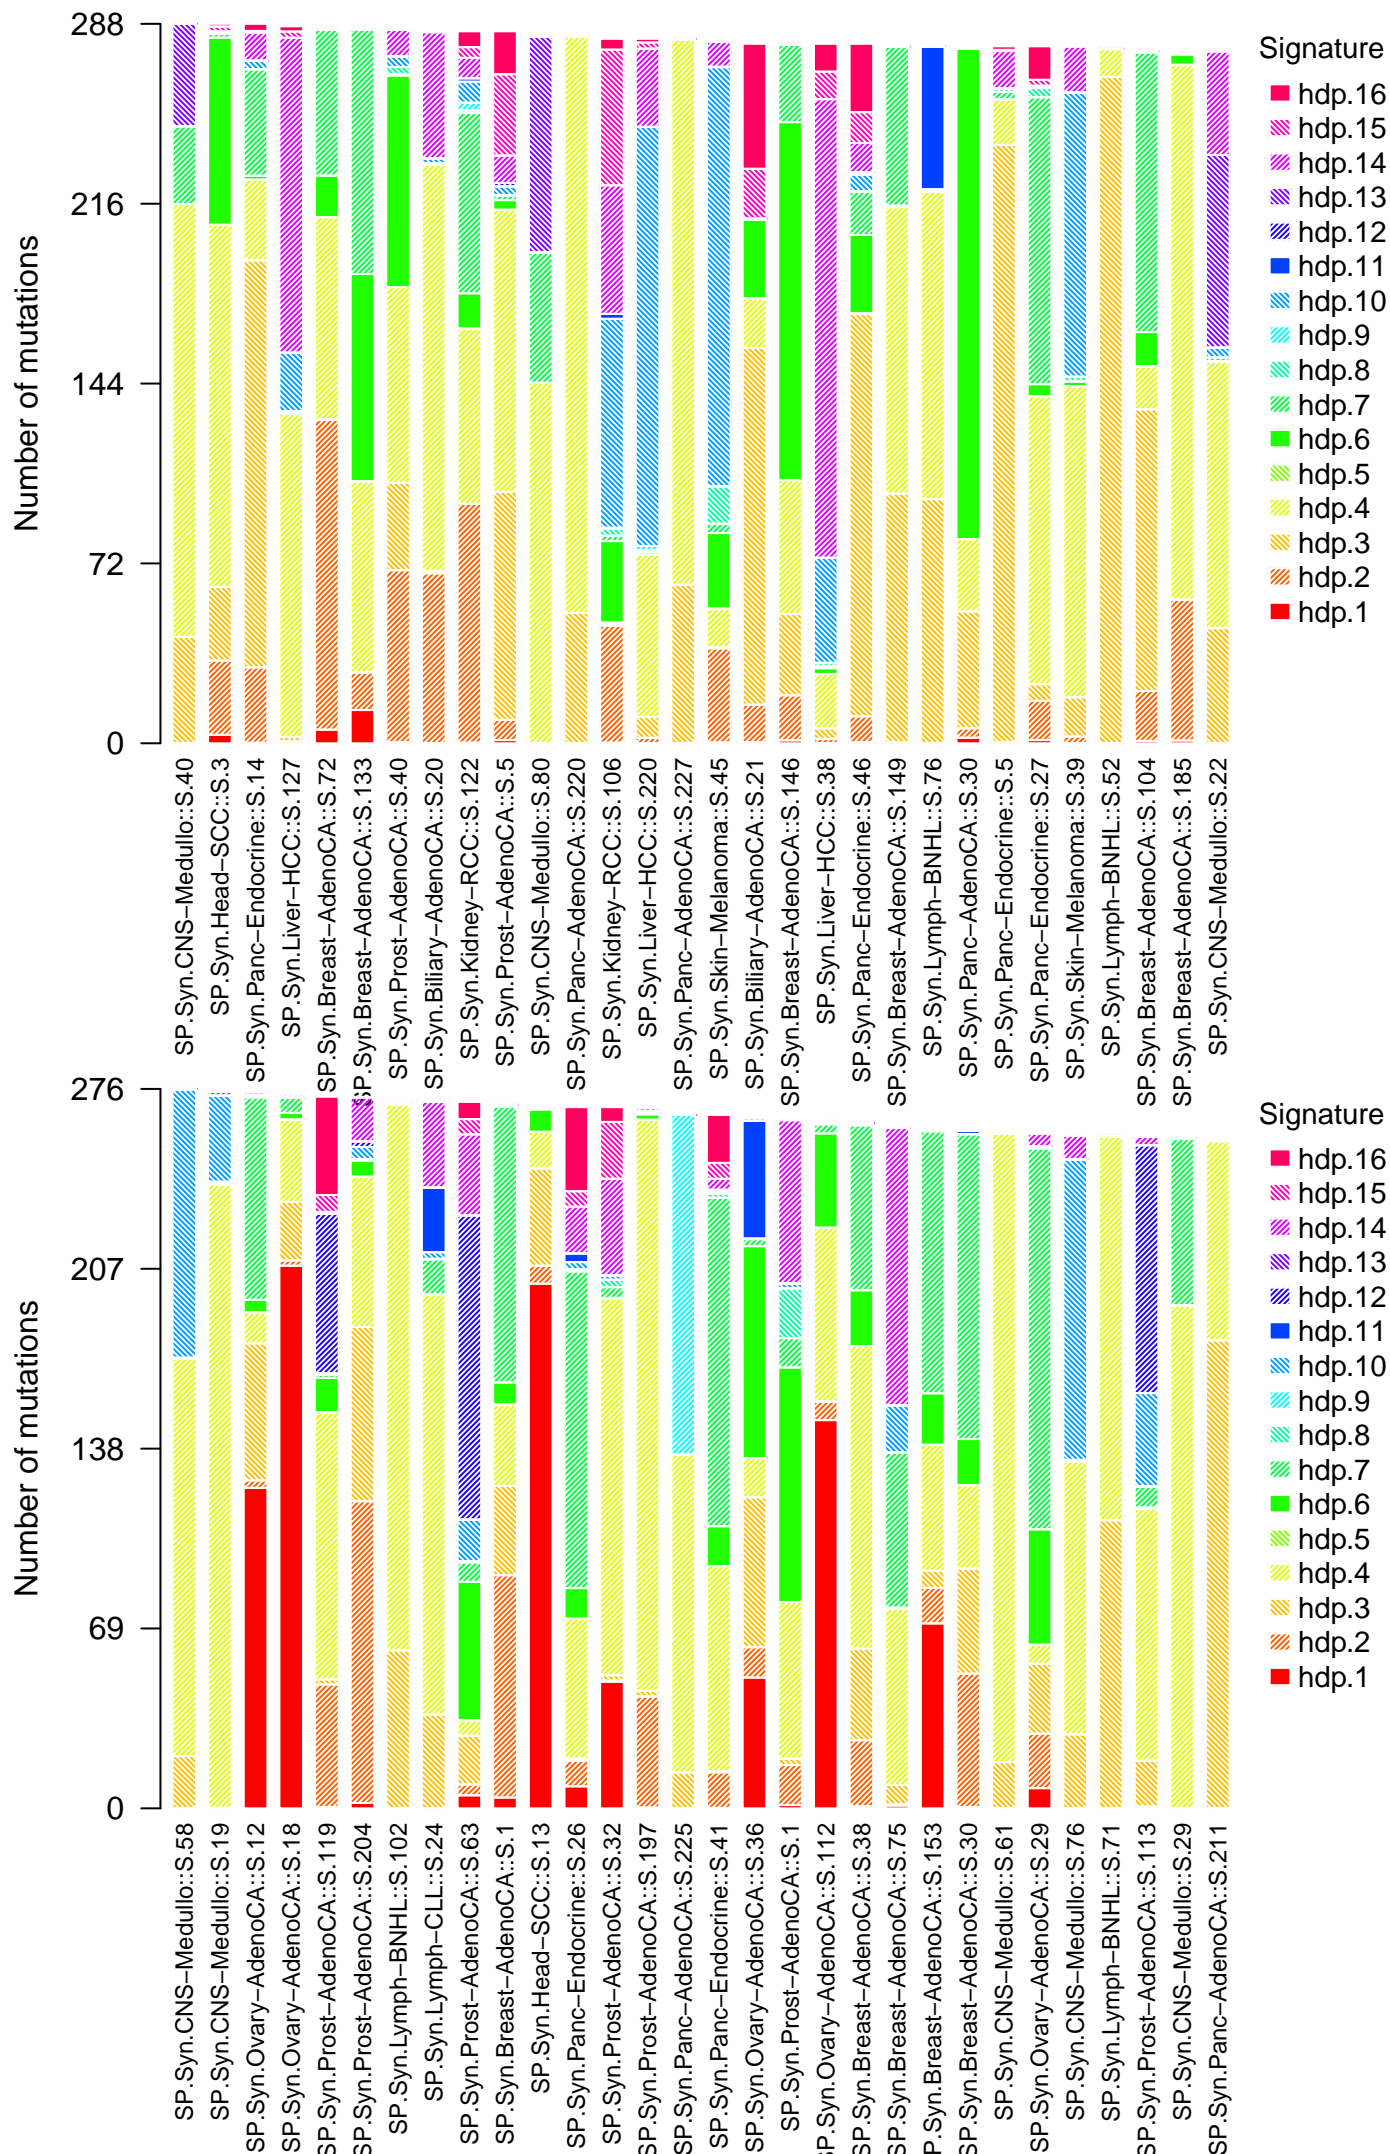 Number of mutations
288
216
144
72
0
Signature
hdp.16
hdp.15
hdp.14
hdp.13
hdp.12
hdp.11
hdp.10
hdp.9
hdp.8
hdp.7
hdp.6
hdp.5
hdp.4
hdp.3
hdp.2
hdp.1
SP.Syn.CNS−Medullo::S.40
SP.Syn.Head−SCC::S.3
SP.Syn.Panc−Endocrine::S.14
SP.Syn.Liver−HCC::S.127
SP.Syn.Breast−AdenoCA::S.72
SP.Syn.Breast−AdenoCA::S.133
SP.Syn.Prost−AdenoCA::S.40
SP.Syn.Biliary−AdenoCA::S.20
SP.Syn.Kidney−RCC::S.122
SP.Syn.Prost−AdenoCA::S.5
SP.Syn.CNS−Medullo::S.80
SP.Syn.Panc−AdenoCA::S.220
SP.Syn.Kidney−RCC::S.106
SP.Syn.Liver−HCC::S.220
SP.Syn.Panc−AdenoCA::S.227
SP.Syn.Skin−Melanoma::S.45
SP.Syn.Biliary−AdenoCA::S.21
SP.Syn.Breast−AdenoCA::S.146
SP.Syn.Liver−HCC::S.38
SP.Syn.Panc−Endocrine::S.46
SP.Syn.Breast−AdenoCA::S.149
SP.Syn.Lymph−BNHL::S.76
SP.Syn.Panc−AdenoCA::S.30
SP.Syn.Panc−Endocrine::S.5
SP.Syn.Panc−Endocrine::S.27
SP.Syn.Skin−Melanoma::S.39
SP.Syn.Lymph−BNHL::S.52
SP.Syn.Breast−AdenoCA::S.104
SP.Syn.Breast−AdenoCA::S.185
SP.Syn.CNS−Medullo::S.22
Number of mutations
276
207
138
69
0
Signature
hdp.16
hdp.15
hdp.14
hdp.13
hdp.12
hdp.11
hdp.10
hdp.9
hdp.8
hdp.7
hdp.6
hdp.5
hdp.4
hdp.3
hdp.2
hdp.1
SP.Syn.CNS−Medullo::S.58
SP.Syn.CNS−Medullo::S.19
SP.Syn.Ovary−AdenoCA::S.12
SP.Syn.Ovary−AdenoCA::S.18
SP.Syn.Prost−AdenoCA::S.119
SP.Syn.Prost−AdenoCA::S.204
SP.Syn.Lymph−BNHL::S.102
SP.Syn.Lymph−CLL::S.24
SP.Syn.Prost−AdenoCA::S.63
SP.Syn.Breast−AdenoCA::S.1
SP.Syn.Head−SCC::S.13
SP.Syn.Panc−Endocrine::S.26
SP.Syn.Prost−AdenoCA::S.32
SP.Syn.Prost−AdenoCA::S.197
SP.Syn.Panc−AdenoCA::S.225
SP.Syn.Panc−Endocrine::S.41
SP.Syn.Ovary−AdenoCA::S.36
SP.Syn.Prost−AdenoCA::S.1
SP.Syn.Ovary−AdenoCA::S.112
SP.Syn.Breast−AdenoCA::S.38
SP.Syn.Breast−AdenoCA::S.75
SP.Syn.Breast−AdenoCA::S.153
SP.Syn.Breast−AdenoCA::S.30
SP.Syn.CNS−Medullo::S.61
SP.Syn.Ovary−AdenoCA::S.29
SP.Syn.CNS−Medullo::S.76
SP.Syn.Lymph−BNHL::S.71
SP.Syn.Prost−AdenoCA::S.113
SP.Syn.CNS−Medullo::S.29
SP.Syn.Panc−AdenoCA::S.211